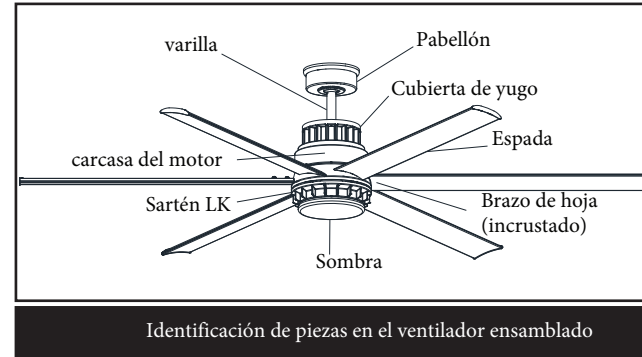 varilla
Pabellón
Cubierta de yugo
Espada
carcasa del motor
Sartén LK
Brazo de hoja
(incrustado)
Sombra
Identificación de piezas en el ventilador ensamblado